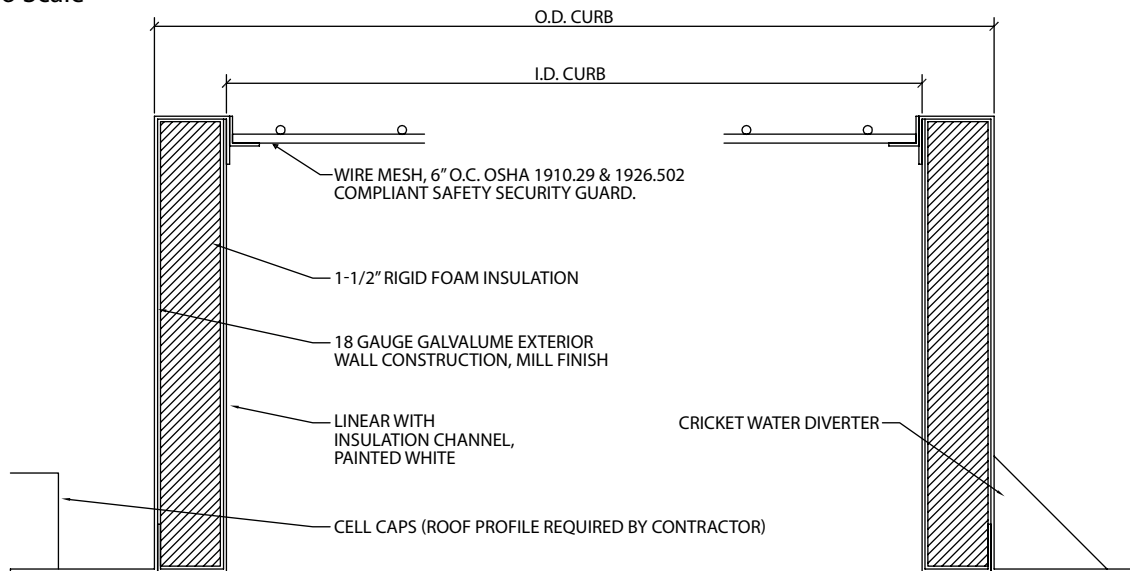 O.D. CURB
I.D. CURB
WIRE MESH, 6" O.C. OSHA 1910.29 & 1926.502
COMPLIANT SAFETY SECURITY GUARD.
1-1/2" RIGID FOAM INSULATION
18 GAUGE GALVALUME EXTERIOR
WALL CONSTRUCTION, MILL FINISH
LINEAR WITH
INSULATION CHANNEL,
PAINTED WHITE
CRICKET WATER DIVERTER
CELL CAPS (ROOF PROFILE REQUIRED BY CONTRACTOR)